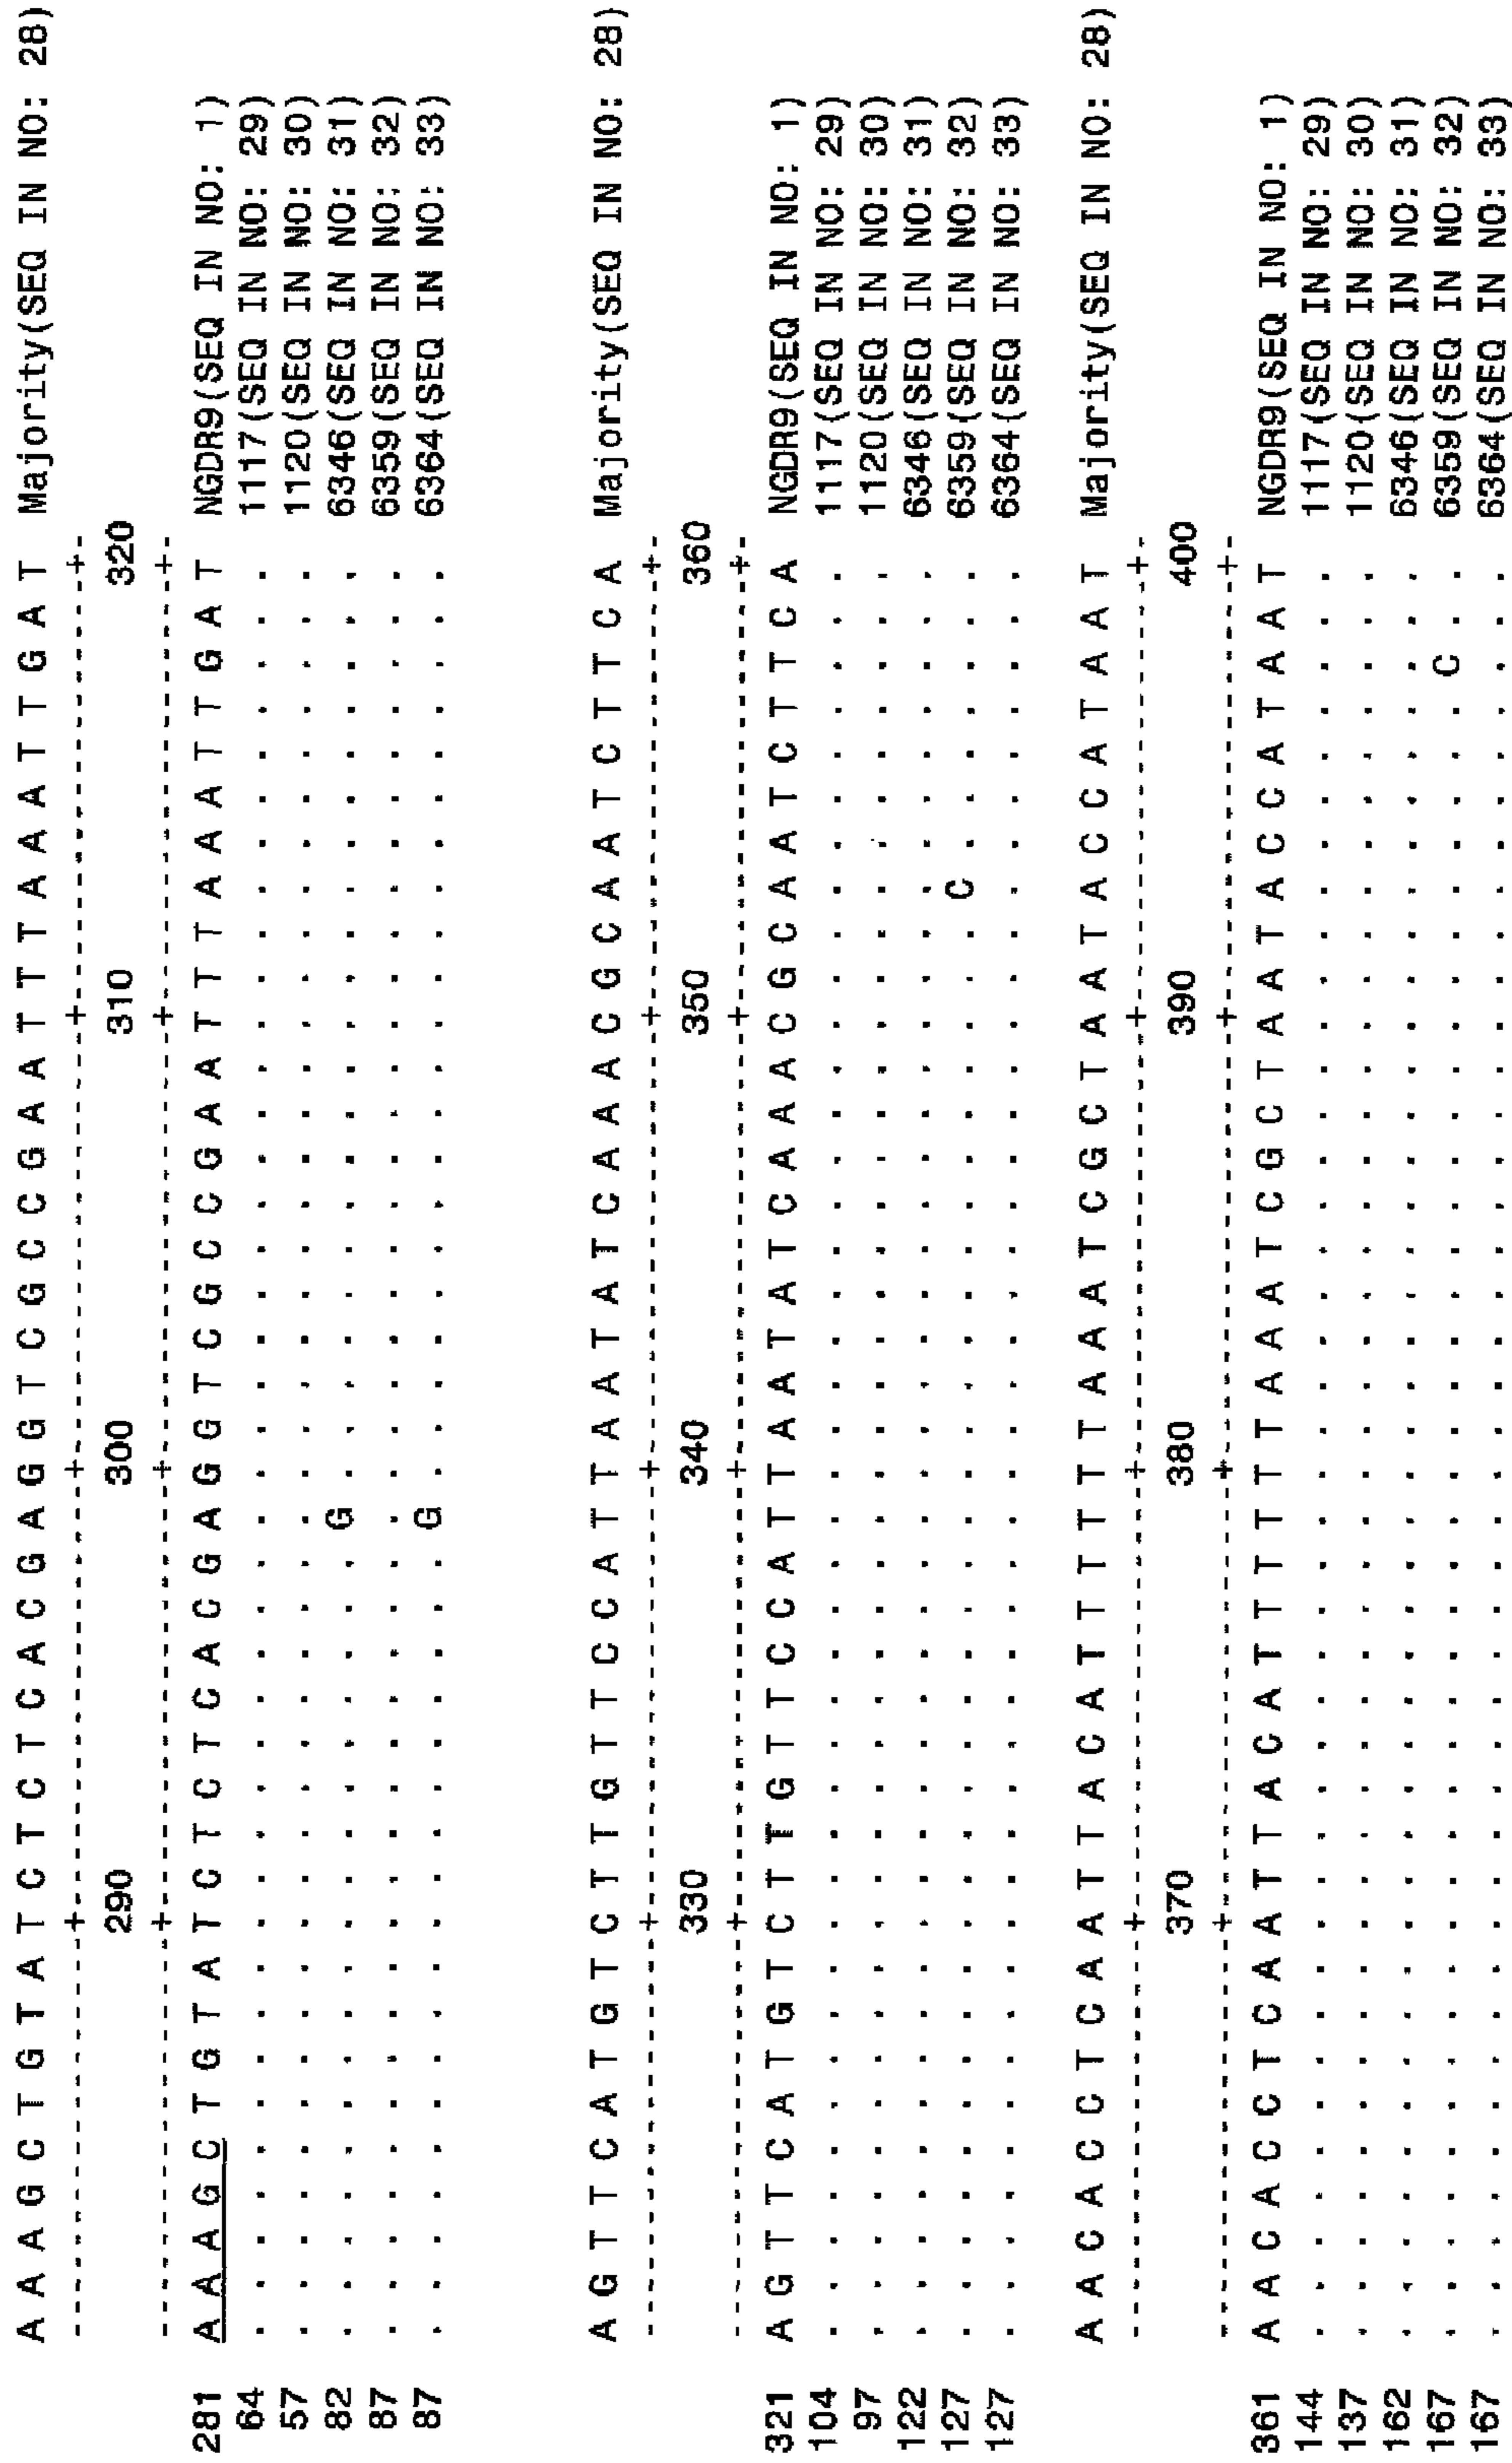 A A A G C T G T A T C T C T C A C G A G G T C G C C G A A T T T A A A T T G A T Majority(SEQ IN NO: 28)
---------+---------+---------+---------+-
290 300 310 320
---------+---------+---------+---------+-
281 A A A G C T G T A T C T C T C A C G A G G T C G C C G A A T T T A A A T T G A T NGDR9(SEQ IN NO: 1)
64 . . . . . . . . . . . . . . . . . . . . . . . . . . . . . . . . . . . . . . . . 1117(SEQ IN NO: 29)
57 . . . . . . . . . . . . . . . . . . . . . . . . . . . . . . . . . . . . . . . . 1120(SEQ IN NO: 30)
82 . . . . . . . . . . . . . . . . . . G . . . . . . . . . . . . . . . . . . . . . 6346(SEQ IN NO: 31)
87 . . . . . . . . . . . . . . . . . . . . . . . . . . . . . . . . . . . . . . . . 6359(SEQ IN NO: 32)
87 . . . . . . . . . . . . . . . . . . G . . . . . . . . . . . . . . . . . . . . . 6364(SEQ IN NO: 33)
A G T T C A T G T C T T G T T C C A T T A A T A T C A A A C G C A A T C T T C A Majority(SEQ IN NO: 28)
---------+---------+---------+---------+-
330 340 350 360
---------+---------+---------+---------+-
321 A G T T C A T G T C T T G T T C C A T T A A T A T C A A A C G C A A T C T T C A NGDR9(SEQ IN NO: 1)
104 . . . . . . . . . . . . . . . . . . . . . . . . . . . . . . . . . . . . . . . . 1117(SEQ IN NO: 29)
97 . . . . . . . . . . . . . . . . . . . . . . . . . . . . . . . . . . . . . . . . 1120(SEQ IN NO: 30)
122 . . . . . . . . . . . . . . . . . . . . . . . . . . . . . . . . . . . . . . . . 6346(SEQ IN NO: 31)
127 . . . . . . . . . . . . . . . . . . . . . . . . . . . . . . . . C . . . . . . . 6359(SEQ IN NO: 32)
127 . . . . . . . . . . . . . . . . . . . . . . . . . . . . . . . . . . . . . . . . 6364(SEQ IN NO: 33)
A A C A C C T C A A T T A C A T T T T T T A A A T C G C T A A T A C C A T A A T Majority(SEQ IN NO: 28)
---------+---------+---------+---------+-
370 380 390 400
---------+---------+---------+---------+-
361 A A C A C C T C A A T T A C A T T T T T T A A A T C G C T A A T A C C A T A A T NGDR9(SEQ IN NO: 1)
144 . . . . . . . . . . . . . . . . . . . . . . . . . . . . . . . . . . . . . . . . 1117(SEQ IN NO: 29)
137 . . . . . . . . . . . . . . . . . . . . . . . . . . . . . . . . . . . . . . . . 1120(SEQ IN NO: 30)
162 . . . . . . . . . . . . . . . . . . . . . . . . . . . . . . . . . . . . . . . . 6346(SEQ IN NO: 31)
167 . . . . . . . . . . . . . . . . . . . . . . . . . . . . . . . . . . . . . C . . 6359(SEQ IN NO: 32)
167 . . . . . . . . . . . . . . . . . . . . . . . . . . . . . . . . . . . . . . . . 6364(SEQ IN NO: 33)